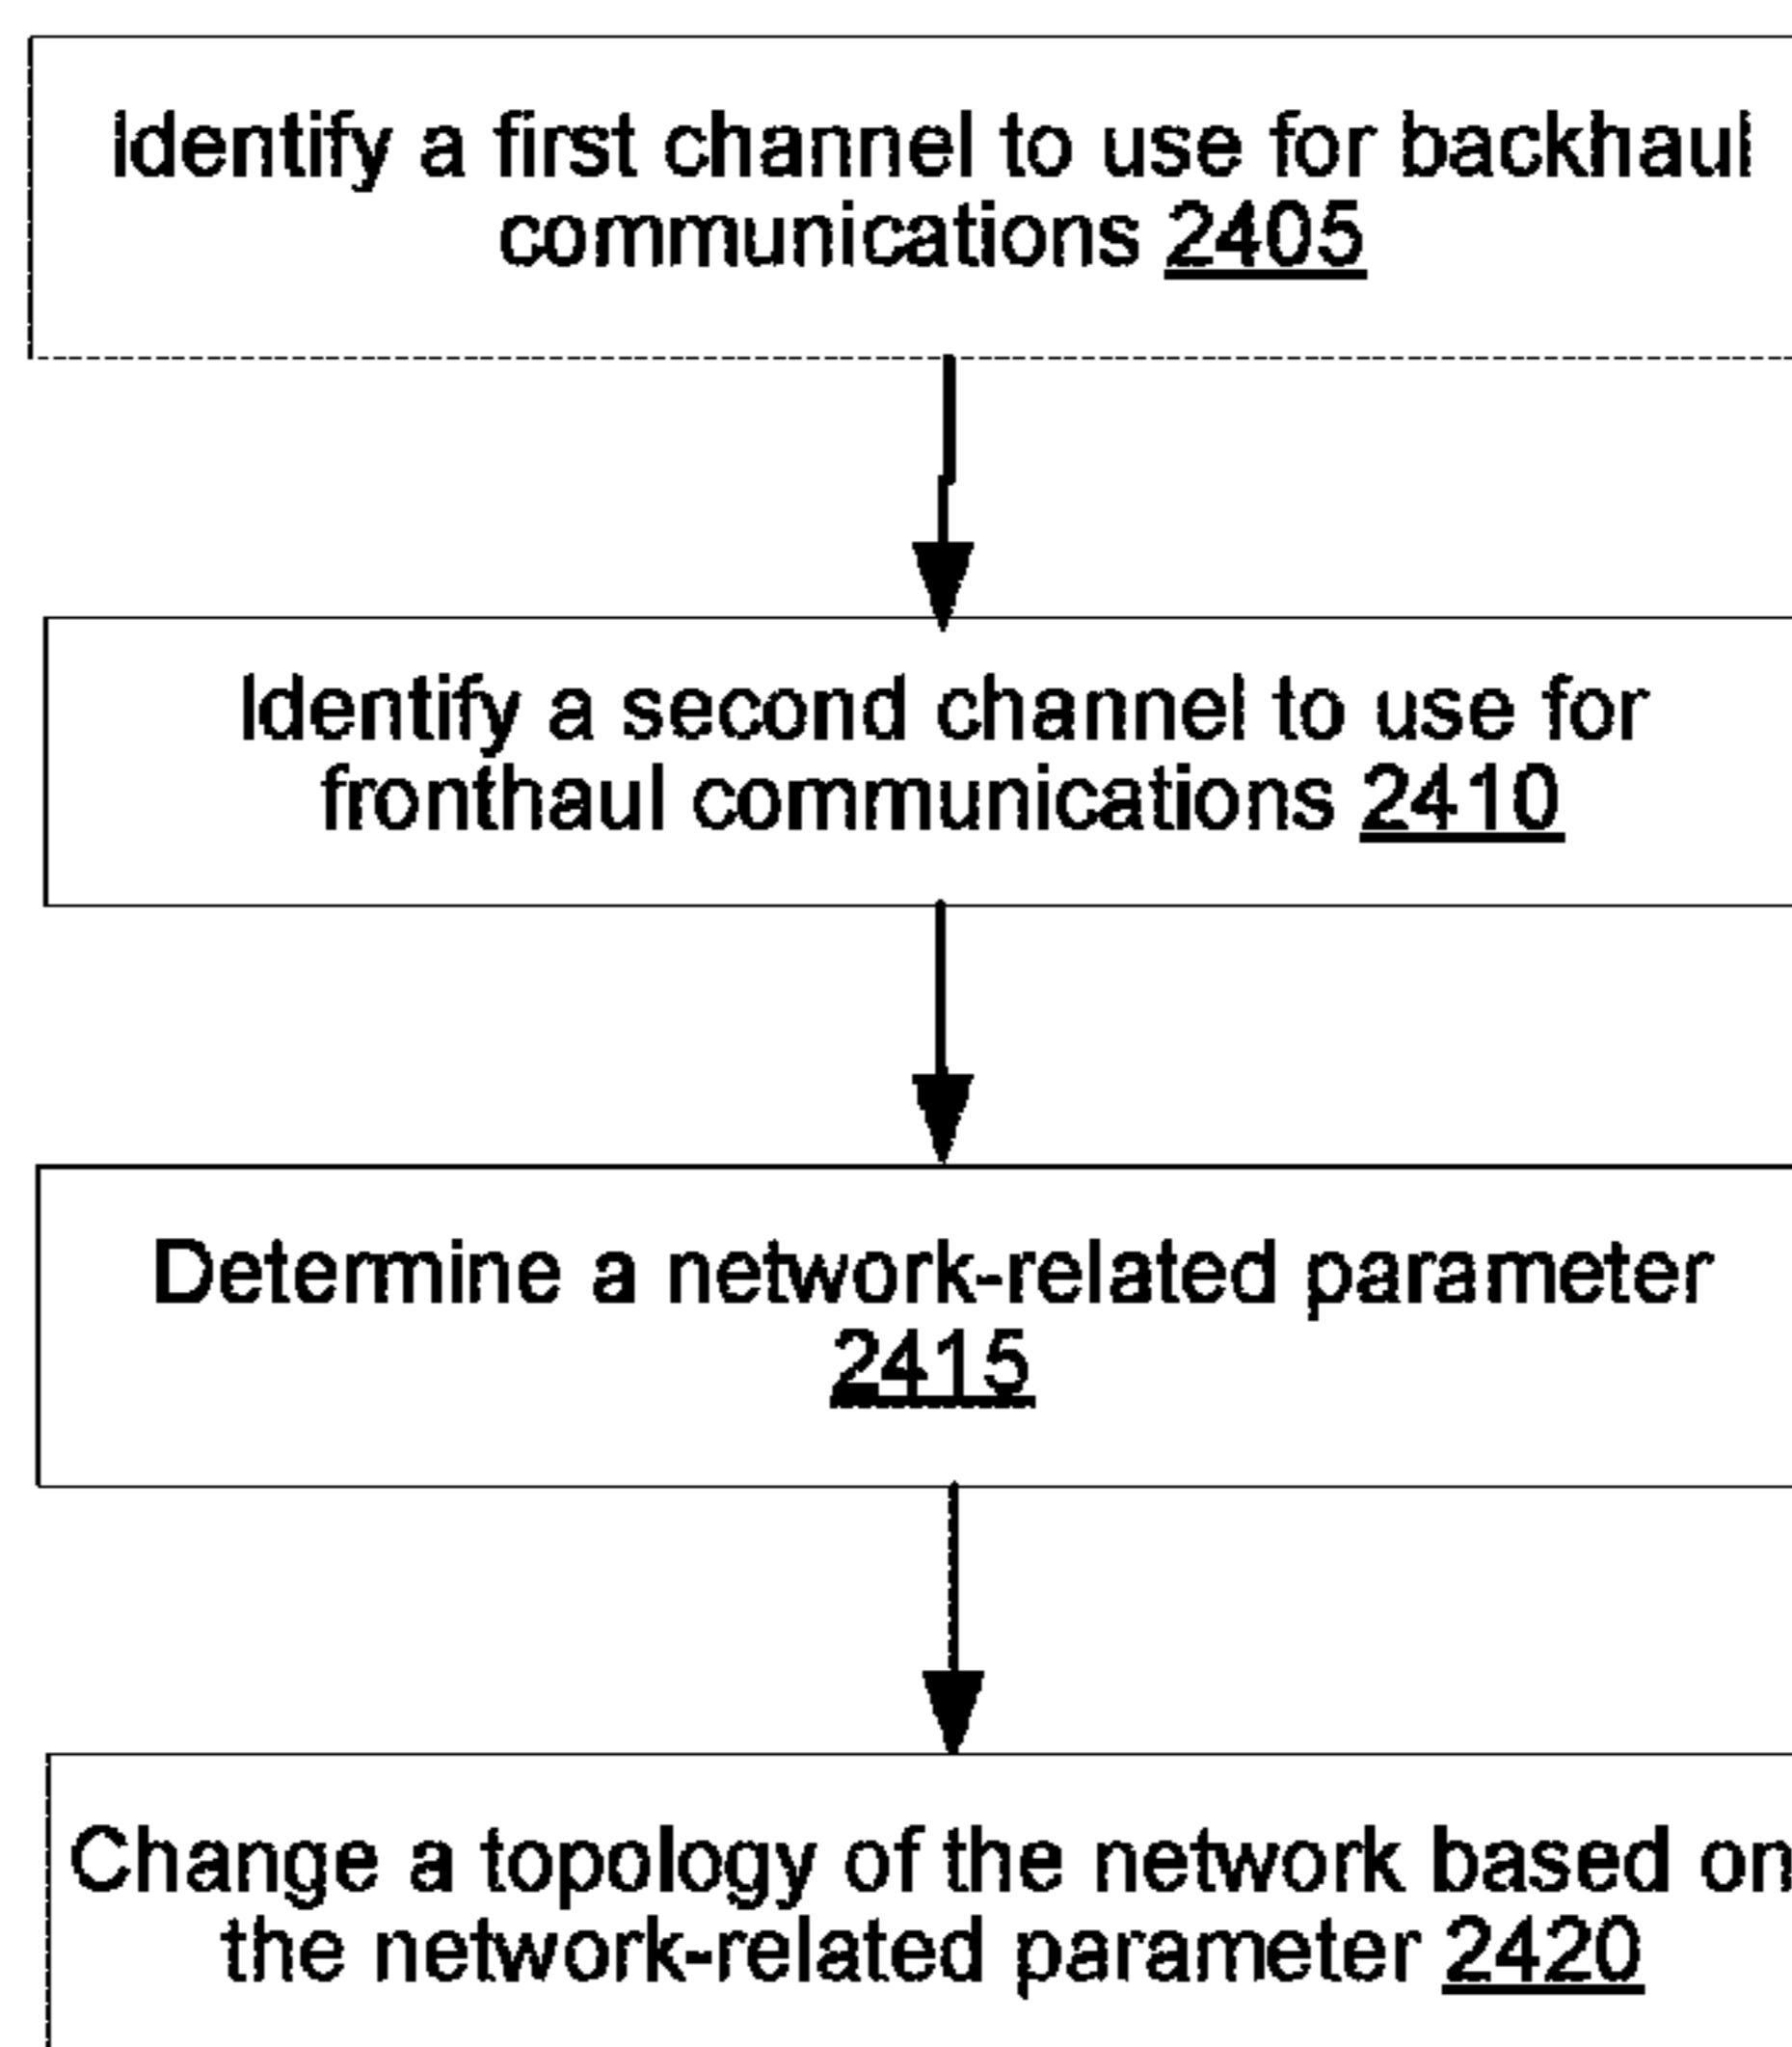 Identify a first channel to use for backhaul
communications 2405
Identify a second channel to use for
fronthaul communications 2410
Determine a network-related parameter
2415
Change a topology of the network based on
the network-related parameter 2420